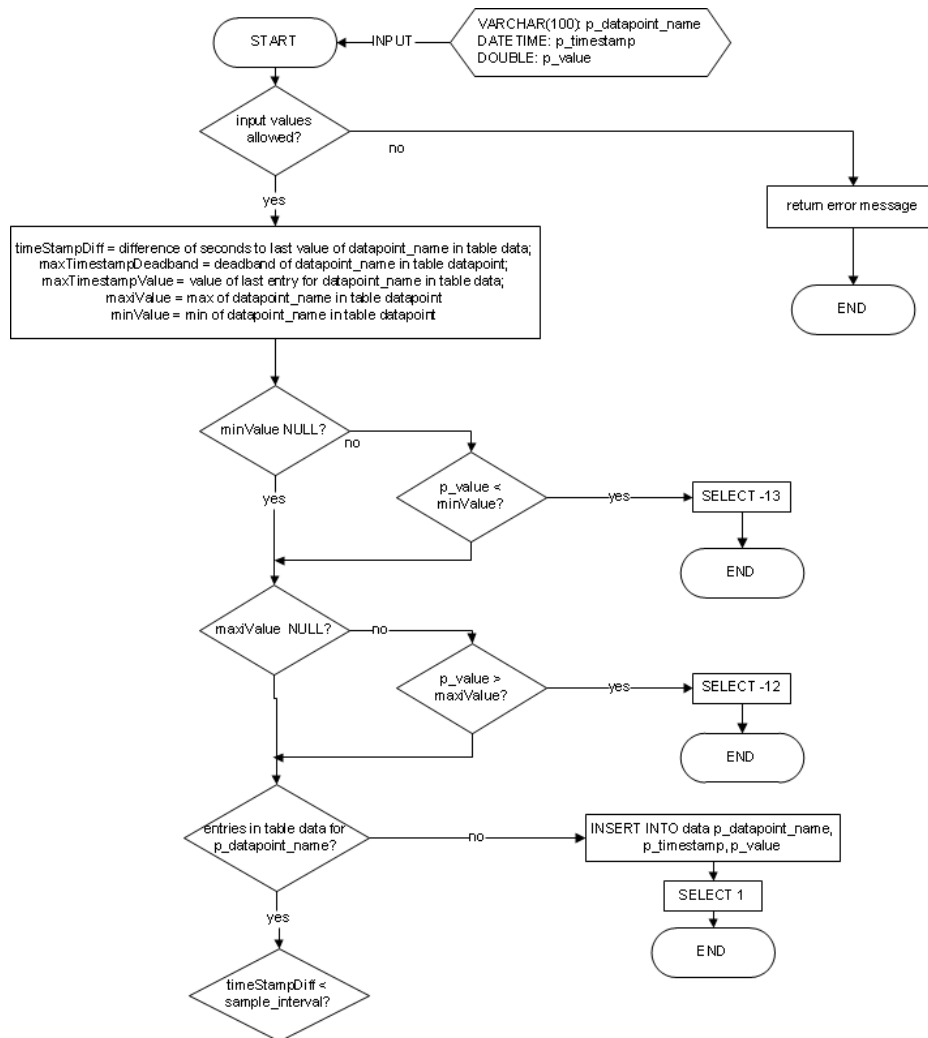 VARCHAR(100): p_datapoint_name
START
INPUT
DATETIME: p_timestamp
DOUBLE: p_value
input values
allowed?
no
yes
return error message
timeStampDiff = difference of seconds to last value of datapoint_name in table data;
maxTimestampDeadband = deadband of datapoint_name in table datapoint;
maxTimestampValue = value of last entry for datapoint_name in table data;
maxiValue = max of datapoint_name in table datapoint
minValue = min of datapoint_name in table datapoint
END
minValue NULL?
no
yes
p_value <
minValue?
yes
SELECT -13
END
maxiValue NULL?
no
p_value >
maxiValue?
yes
SELECT -12
END
entries in table data for
p_datapoint_name?
no
INSERT INTO data p_datapoint_name,
p_timestamp, p_value
SELECT 1
END
yes
timeStampDiff <
sample_interval?